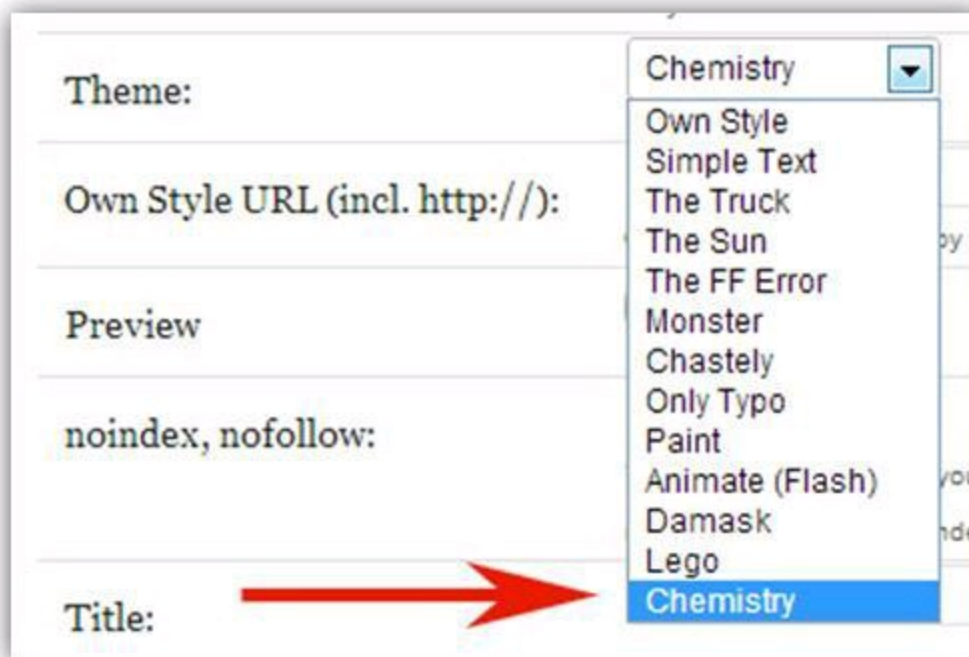 Theme:
Chemistry
Own Style
Simple Text
The Truck
Own Style URL (incl. http://):
The Sun
by
The FF Error
Preview
Monster
Chastely
Only Typo
noindex, nofollow:
Paint
Animate (Flash)
Damask
Lego
Title:
Chemistry